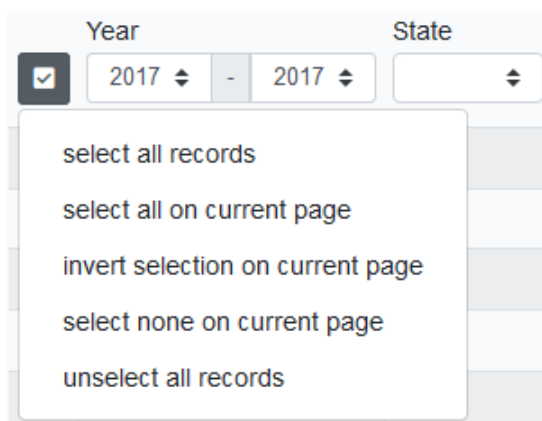 Year State
2017 - 2017
select all records
select all on current page
invert selection on current page
select none on current page
unselect all records